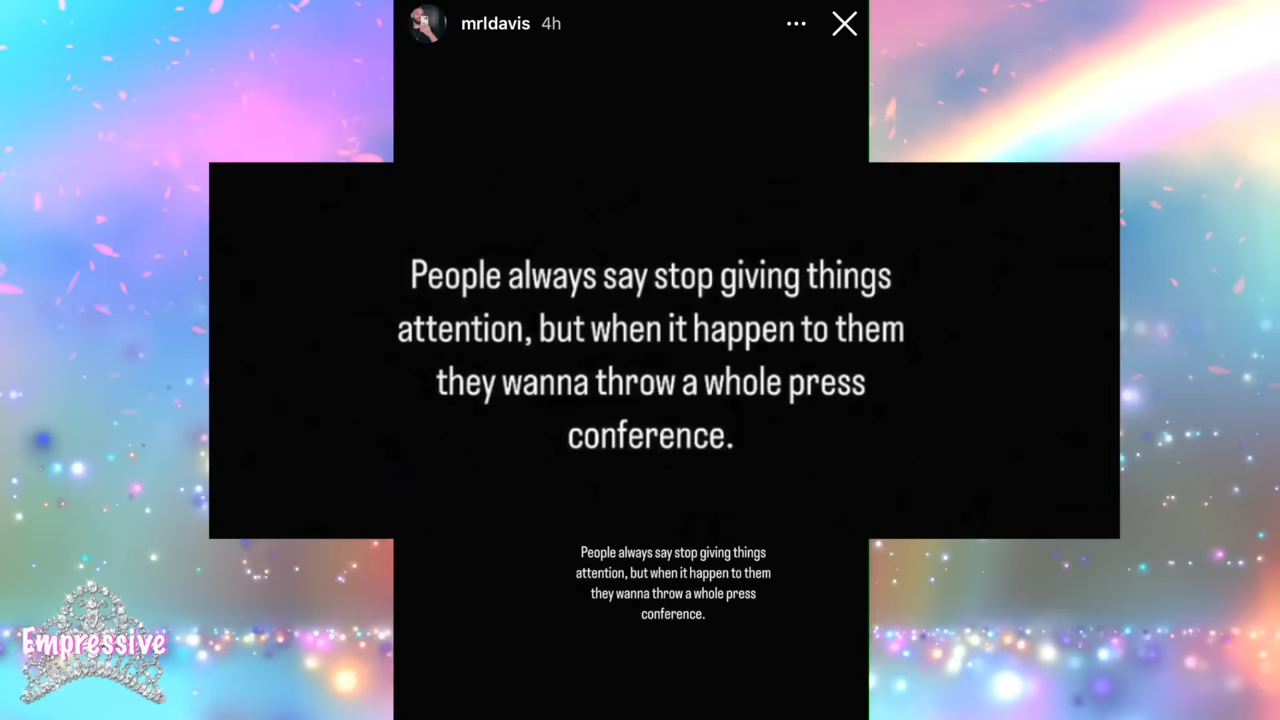 mrldavis 4h
People always say stop giving things
attention, but when it happen to them
they wanna throw a whole press
conference.
People always say stop giving things
attention, but when it happen to them
they wanna throw a whole press
conference.
Empressive